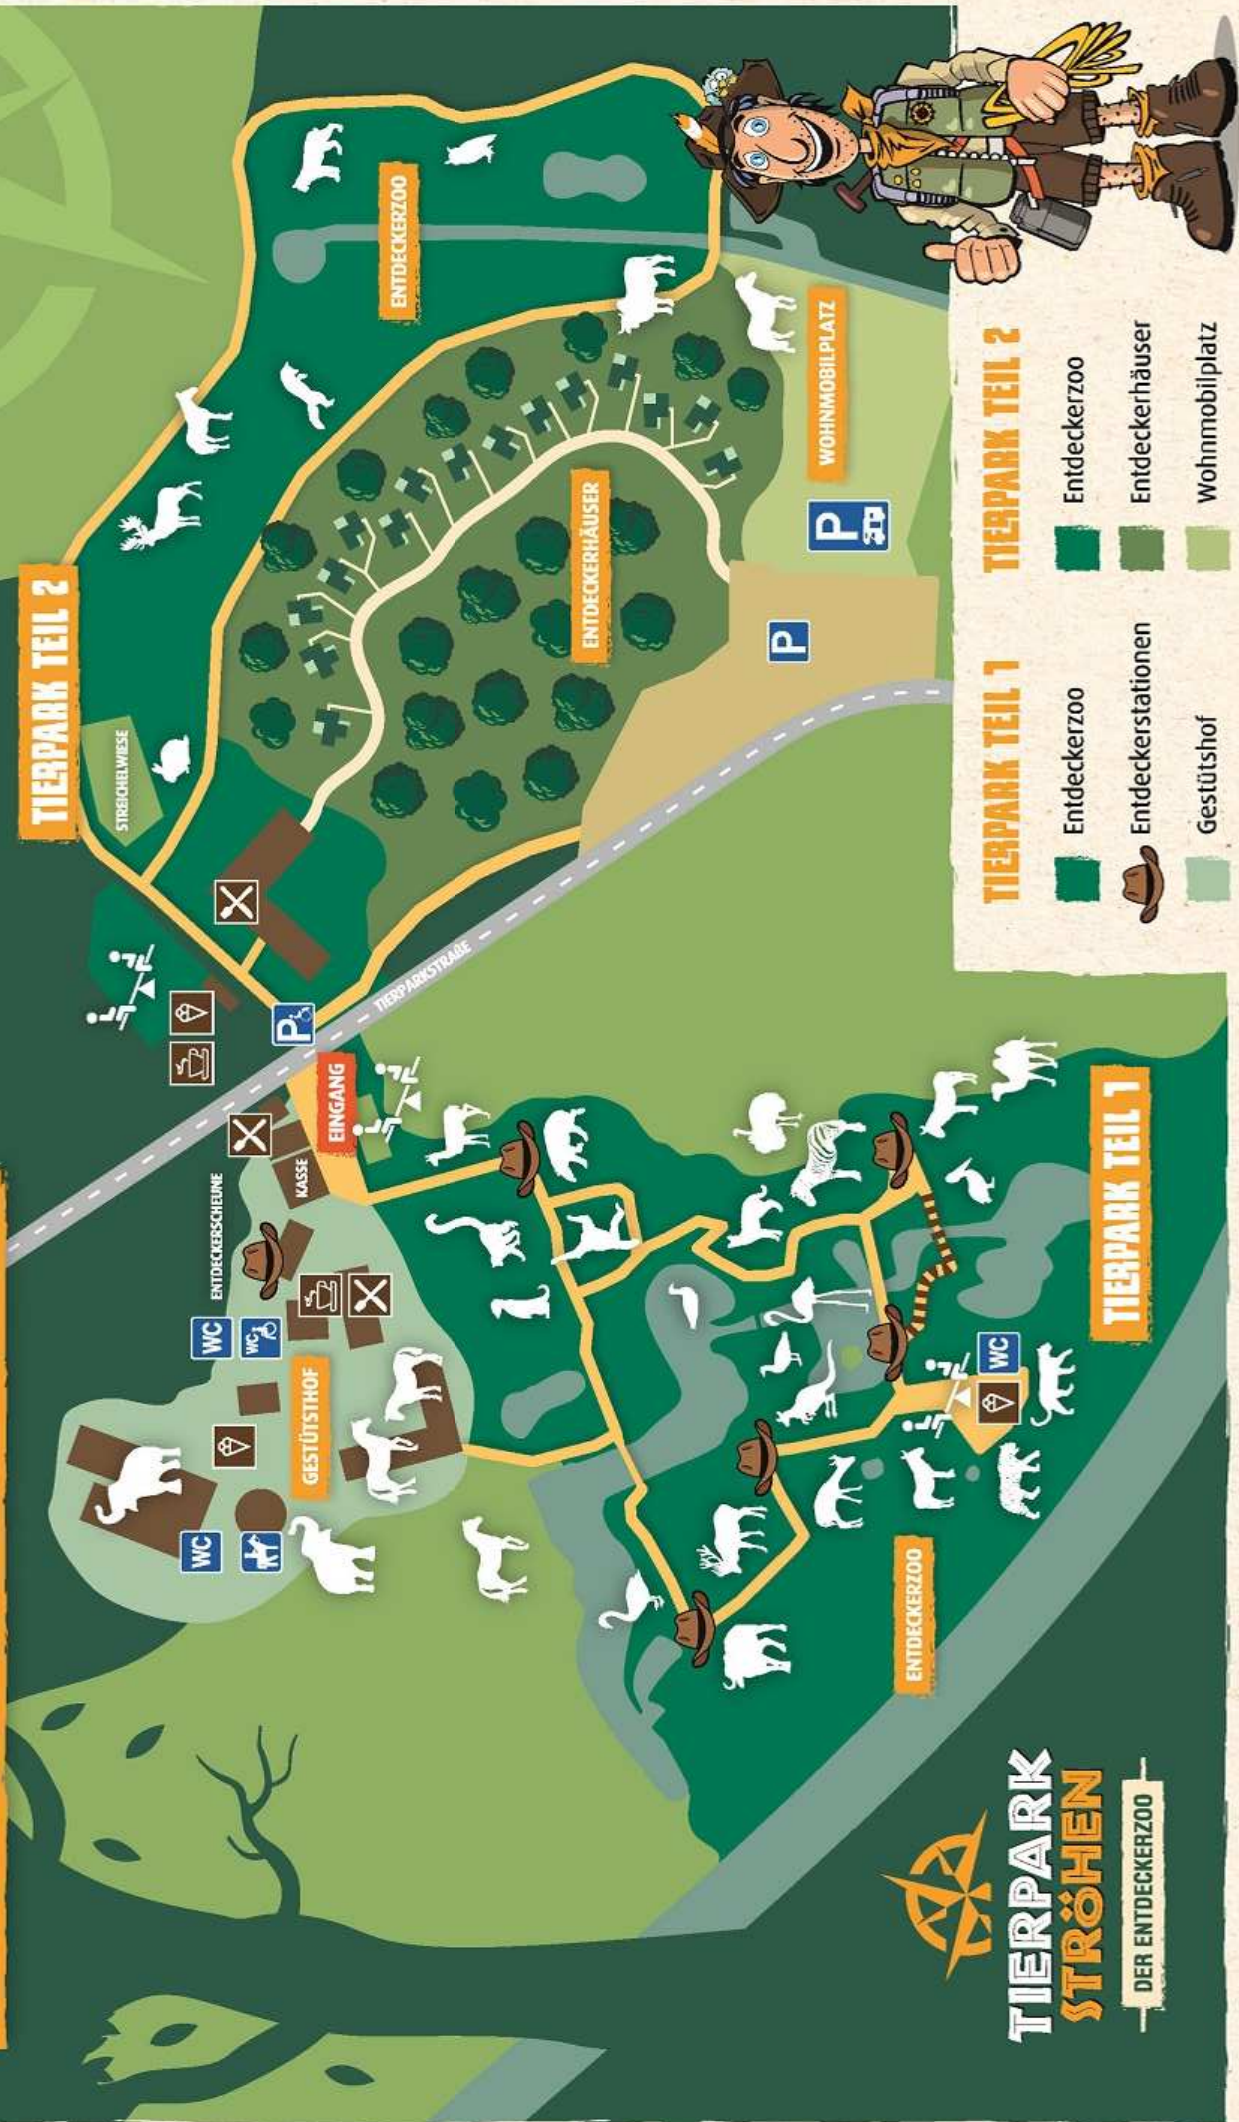 TIERPARK TEIL 2
STREICHELWIESE
ENTDECKERZOO
ENTDECKERHÄUSER
WOHNMOBILPLATZ
P
P
P
TIERPARKSTRASSE
EINGANG
KASSE
ENTDECKERSCHEUNE
WC
WC
GESTÜTSTHOF
WC
WC
ENTDECKERZOO
TIERPARK TEIL 1
TIERPARK
STRÖHEN
DER ENTDECKERZOO
TIERPARK TEIL 1
Entdeckerzoo
Entdeckerstationen
Gestütshof
TIERPARK TEIL 2
Entdeckerzoo
Entdeckerhäuser
Wohnmobilplatz